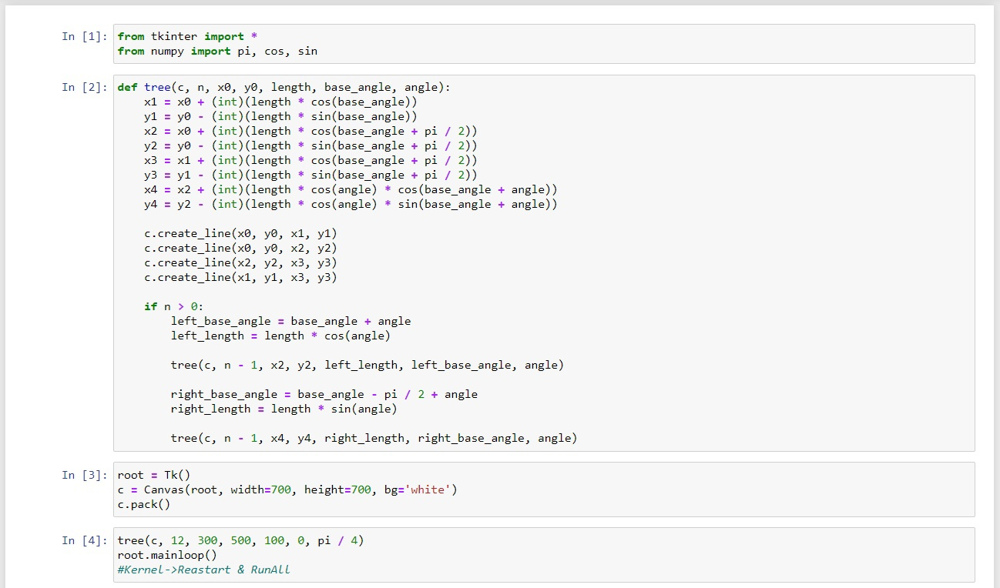 In [1]: from tkinter import *
from numpy import pi, cos, sin
In [2]: def tree(c, n, x0, y0, length, base_angle, angle):
    x1 = x0 + (int)(length * cos(base_angle))
    y1 = y0 - (int)(length * sin(base_angle))
    x2 = x0 + (int)(length * cos(base_angle + pi / 2))
    y2 = y0 - (int)(length * sin(base_angle + pi / 2))
    x3 = x1 + (int)(length * cos(base_angle + pi / 2))
    y3 = y1 - (int)(length * sin(base_angle + pi / 2))
    x4 = x2 + (int)(length * cos(angle) * cos(base_angle + angle))
    y4 = y2 - (int)(length * cos(angle) * sin(base_angle + angle))
    c.create_line(x0, y0, x1, y1)
    c.create_line(x0, y0, x2, y2)
    c.create_line(x2, y2, x3, y3)
    c.create_line(x1, y1, x3, y3)
    if n > 0:
        left_base_angle = base_angle + angle
        left_length = length * cos(angle)
        tree(c, n - 1, x2, y2, left_length, left_base_angle, angle)
        right_base_angle = base_angle - pi / 2 + angle
        right_length = length * sin(angle)
        tree(c, n - 1, x4, y4, right_length, right_base_angle, angle)
In [3]: root = Tk()
c = Canvas(root, width=700, height=700, bg='white')
c.pack()
In [4]: tree(c, 12, 300, 500, 100, 0, pi / 4)
root.mainloop()
#Kernel->Reastart & RunAll